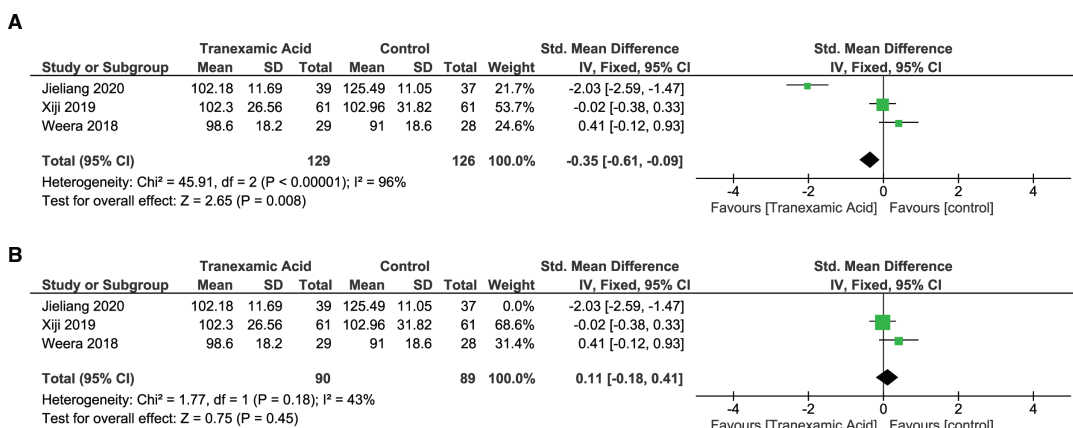 A
Tranexamic Acid Control Std. Mean Difference Std. Mean Difference
Study or Subgroup Mean SD Total Mean SD Total Weight IV, Fixed, 95% CI IV, Fixed, 95% CI
Jieliang 2020 102.18 11.69 39 125.49 11.05 37 21.7% -2.03 [-2.59, -1.47]
Xiji 2019 102.3 26.56 61 102.96 31.82 61 53.7% -0.02 [-0.38, 0.33]
Weera 2018 98.6 18.2 29 91 18.6 28 24.6% 0.41 [-0.12, 0.93]
Total (95% CI) 129 126 100.0% -0.35 [-0.61, -0.09]
Heterogeneity: Chi² = 45.91, df = 2 (P < 0.00001); I² = 96%
Test for overall effect: Z = 2.65 (P = 0.008)
-4 -2 0 2 4
Favours [Tranexamic Acid] Favours [control]
B
Tranexamic Acid Control Std. Mean Difference Std. Mean Difference
Study or Subgroup Mean SD Total Mean SD Total Weight IV, Fixed, 95% CI IV, Fixed, 95% CI
Jieliang 2020 102.18 11.69 39 125.49 11.05 37 0.0% -2.03 [-2.59, -1.47]
Xiji 2019 102.3 26.56 61 102.96 31.82 61 68.6% -0.02 [-0.38, 0.33]
Weera 2018 98.6 18.2 29 91 18.6 28 31.4% 0.41 [-0.12, 0.93]
Total (95% CI) 90 89 100.0% 0.11 [-0.18, 0.41]
Heterogeneity: Chi² = 1.77, df = 1 (P = 0.18); I² = 43%
Test for overall effect: Z = 0.75 (P = 0.45)
-4 -2 0 2 4
Favours [Tranexamic Acid] Favours [control]